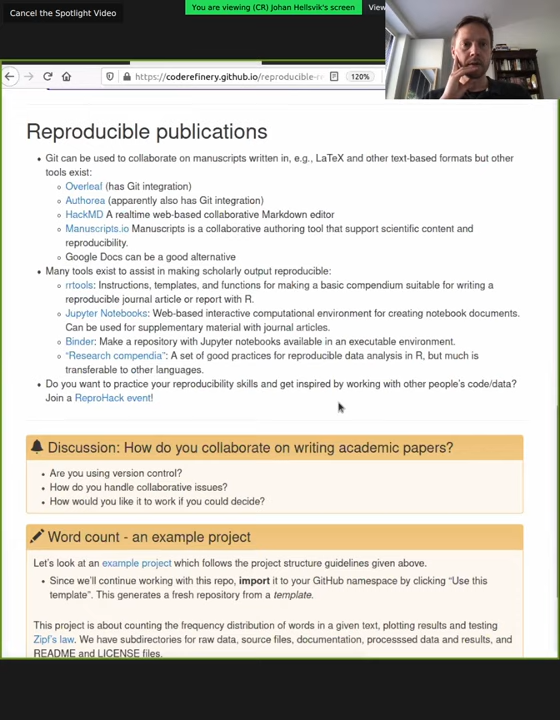 Cancel the Spotlight Video
You are viewing (CR) Johan Hellsvik's screen
View
https://coderefinery.github.io/reproducible-r
120%
Reproducible publications
• Git can be used to collaborate on manuscripts written in, e.g., LaTeX and other text-based formats but other
tools exist:
Overleaf (has Git integration)
Authorea (apparently also has Git integration)
HackMD A realtime web-based collaborative Markdown editor
Manuscripts.io Manuscripts is a collaborative authoring tool that support scientific content and
reproducibility.
Google Docs can be a good alternative
• Many tools exist to assist in making scholarly output reproducible:
rrtools: Instructions, templates, and functions for making a basic compendium suitable for writing a
reproducible journal article or report with R.
Jupyter Notebooks: Web-based interactive computational environment for creating notebook documents.
Can be used for supplementary material with journal articles.
Binder: Make a repository with Jupyter notebooks available in an executable environment.
"Research compendia": A set of good practices for reproducible data analysis in R, but much is
transferable to other languages.
• Do you want to practice your reproducibility skills and get inspired by working with other people's code/data?
Join a ReproHack event!
Discussion: How do you collaborate on writing academic papers?
• Are you using version control?
• How do you handle collaborative issues?
• How would you like it to work if you could decide?
Word count - an example project
Let's look at an example project which follows the project structure guidelines given above.
• Since we'll continue working with this repo, import it to your GitHub namespace by clicking "Use this
template". This generates a fresh repository from a template.
This project is about counting the frequency distribution of words in a given text, plotting results and testing
Zipf's law. We have subdirectories for raw data, source files, documentation, processsed data and results, and
README and LICENSE files.